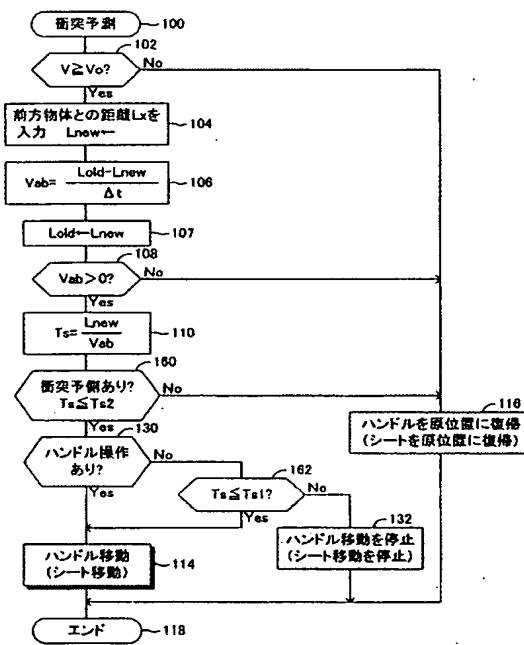 衝突予測
100
102
V≧Vo?
No
Yes
前方物体との距離Lxを
入力 Lnew←
104
Vab= Lold-Lnew
Δt
106
Lold←Lnew
107
108
Vab>0?
No
Yes
Ts= Lnew
Vab
110
160
衝突予側あり?
Ts≦Ts2
No
Yes
116
ハンドルを原位置に復帰
(シートを原位置に復帰)
130
ハンドル操作
あり?
No
Yes
162
Ts≦Ts1?
No
Yes
132
ハンドル移動を停止
(シート移動を停止)
ハンドル移動
(シート移動)
114
エンド
118